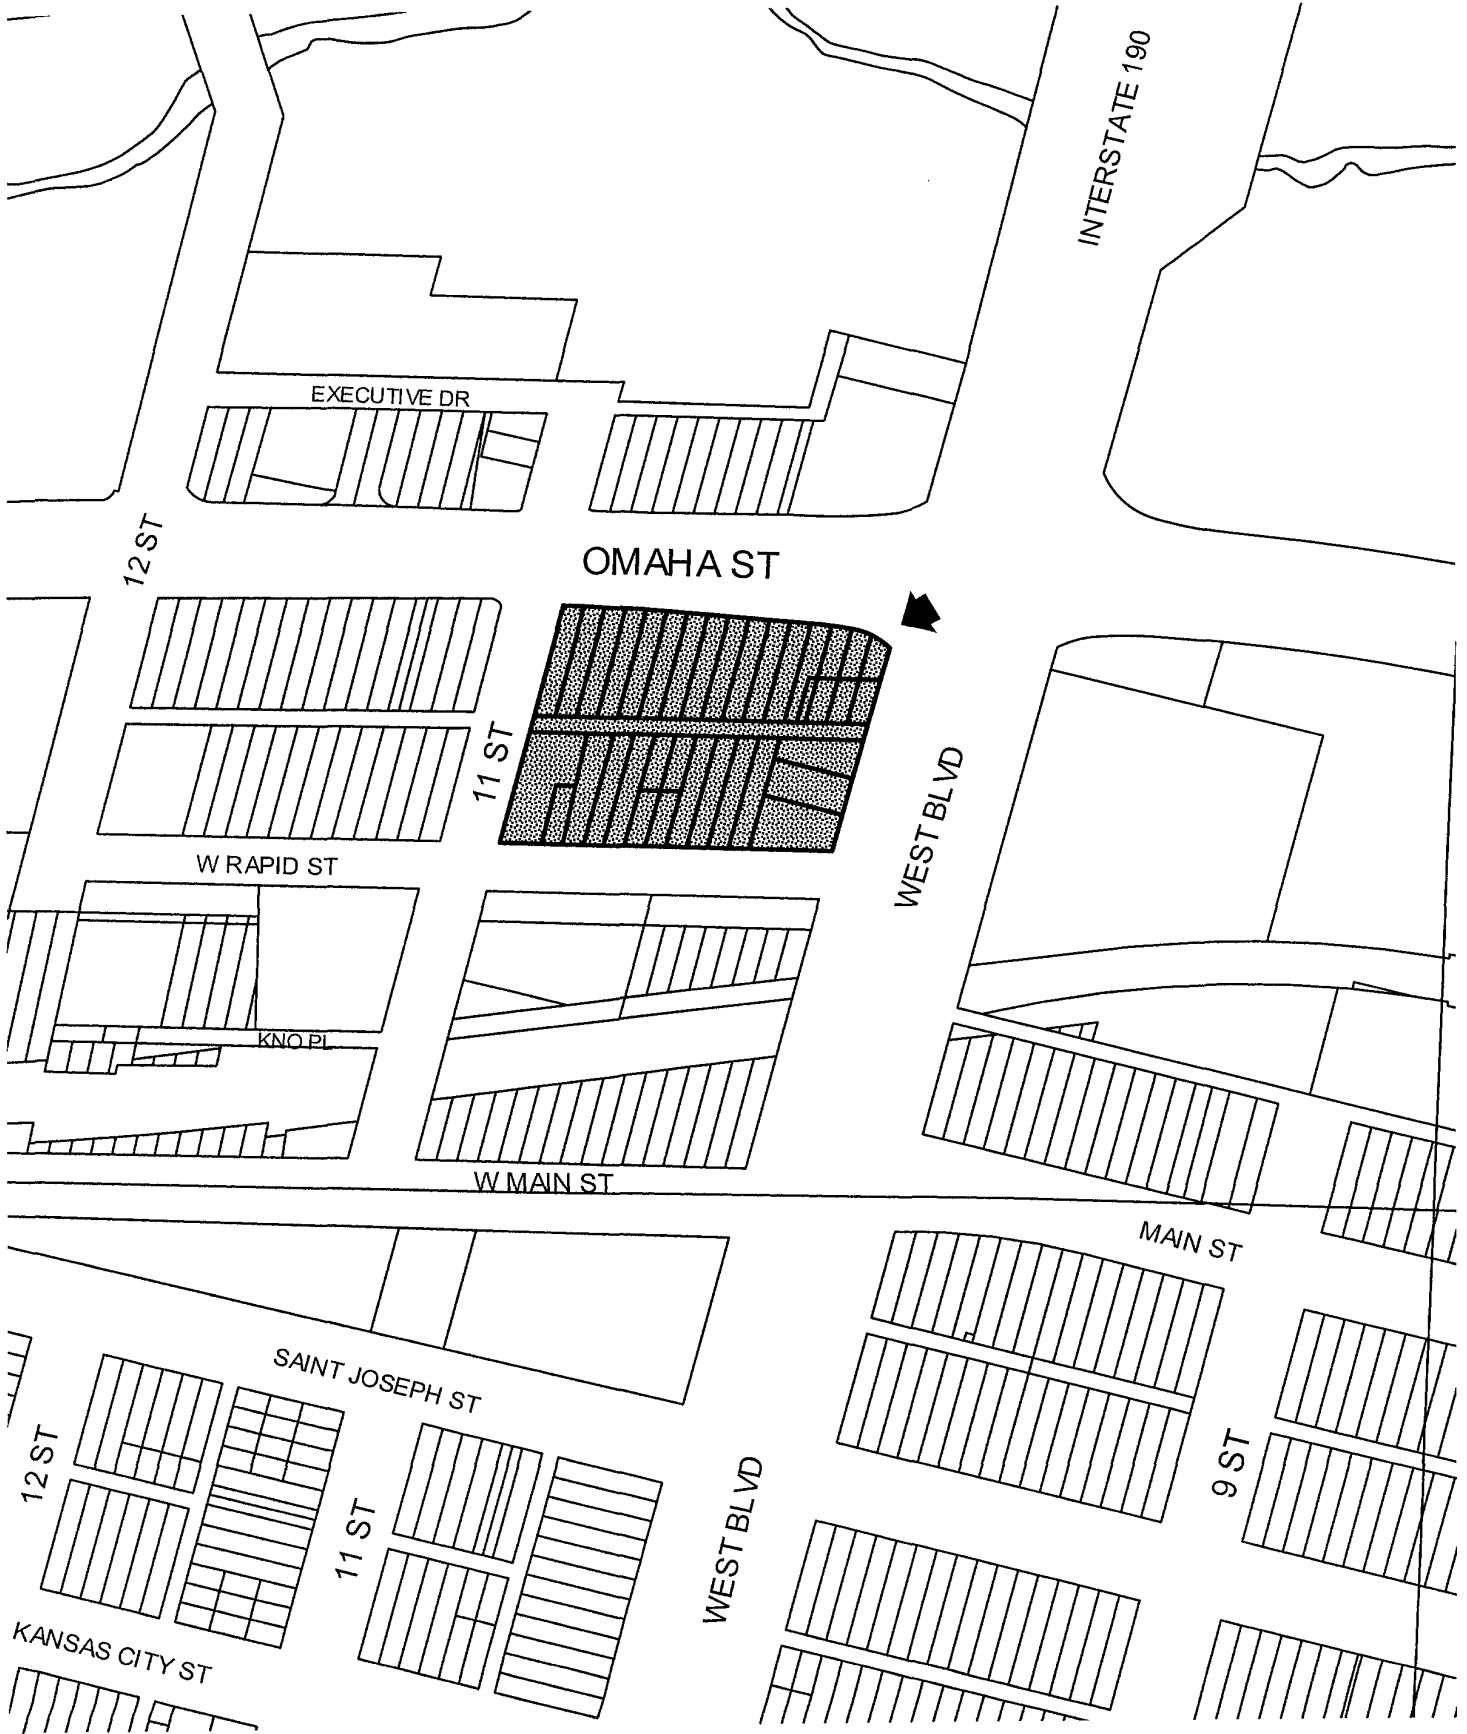 INTERSTATE 190
EXECUTIVE DR
12 ST
OMAHA ST
11 ST
WEST BLVD
W RAPID ST
KNO PL
W MAIN ST
MAIN ST
SAINT JOSEPH ST
12 ST
11 ST
WEST BLVD
9 ST
KANSAS CITY ST